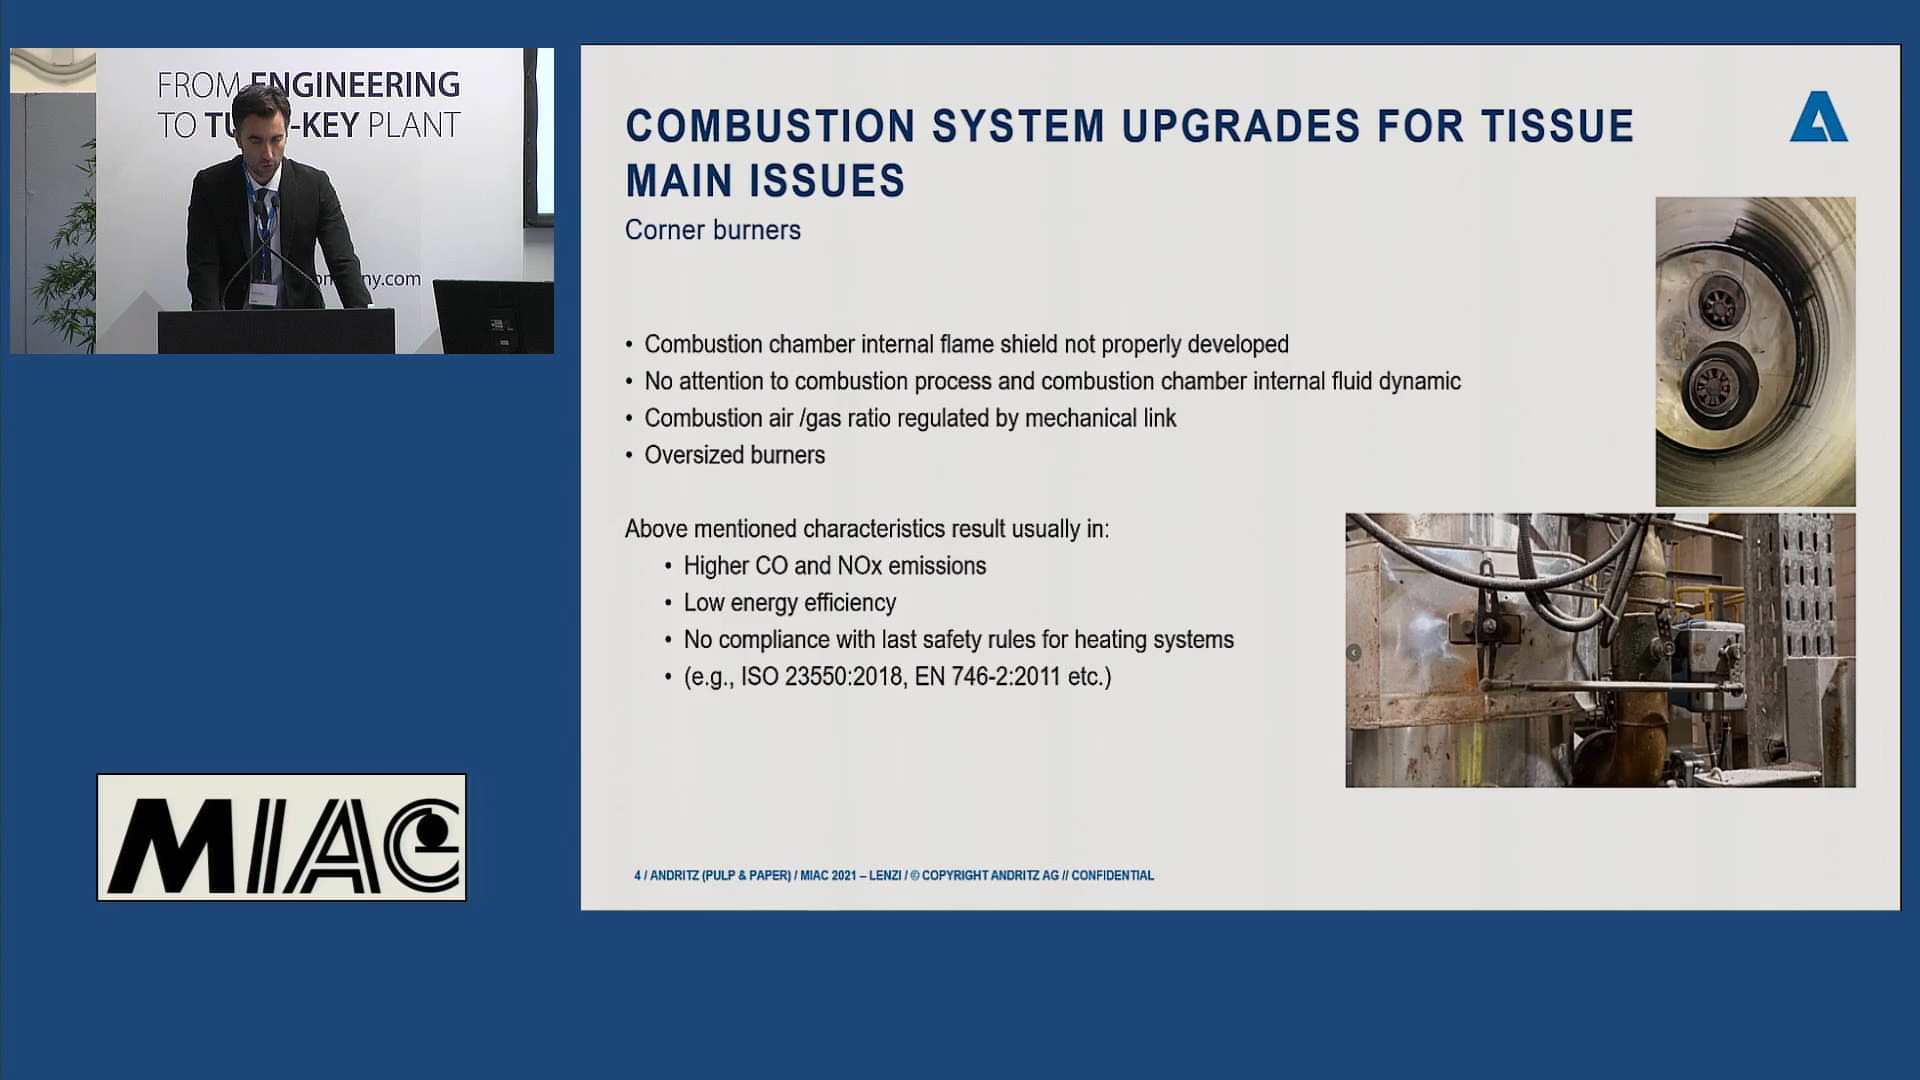 FROM ENGINEERING
TO TU -KEY PLANT
ny.com
COMBUSTION SYSTEM UPGRADES FOR TISSUE
MAIN ISSUES
Corner burners
• Combustion chamber internal flame shield not properly developed
• No attention to combustion process and combustion chamber internal fluid dynamic
• Combustion air /gas ratio regulated by mechanical link
• Oversized burners
Above mentioned characteristics result usually in:
• Higher CO and NOx emissions
• Low energy efficiency
• No compliance with last safety rules for heating systems
• (e.g., ISO 23550:2018, EN 746-2:2011 etc.)
4 / ANDRITZ (PULP & PAPER) / MIAC 2021 – LENZI / © COPYRIGHT ANDRITZ AG // CONFIDENTIAL
MIAC